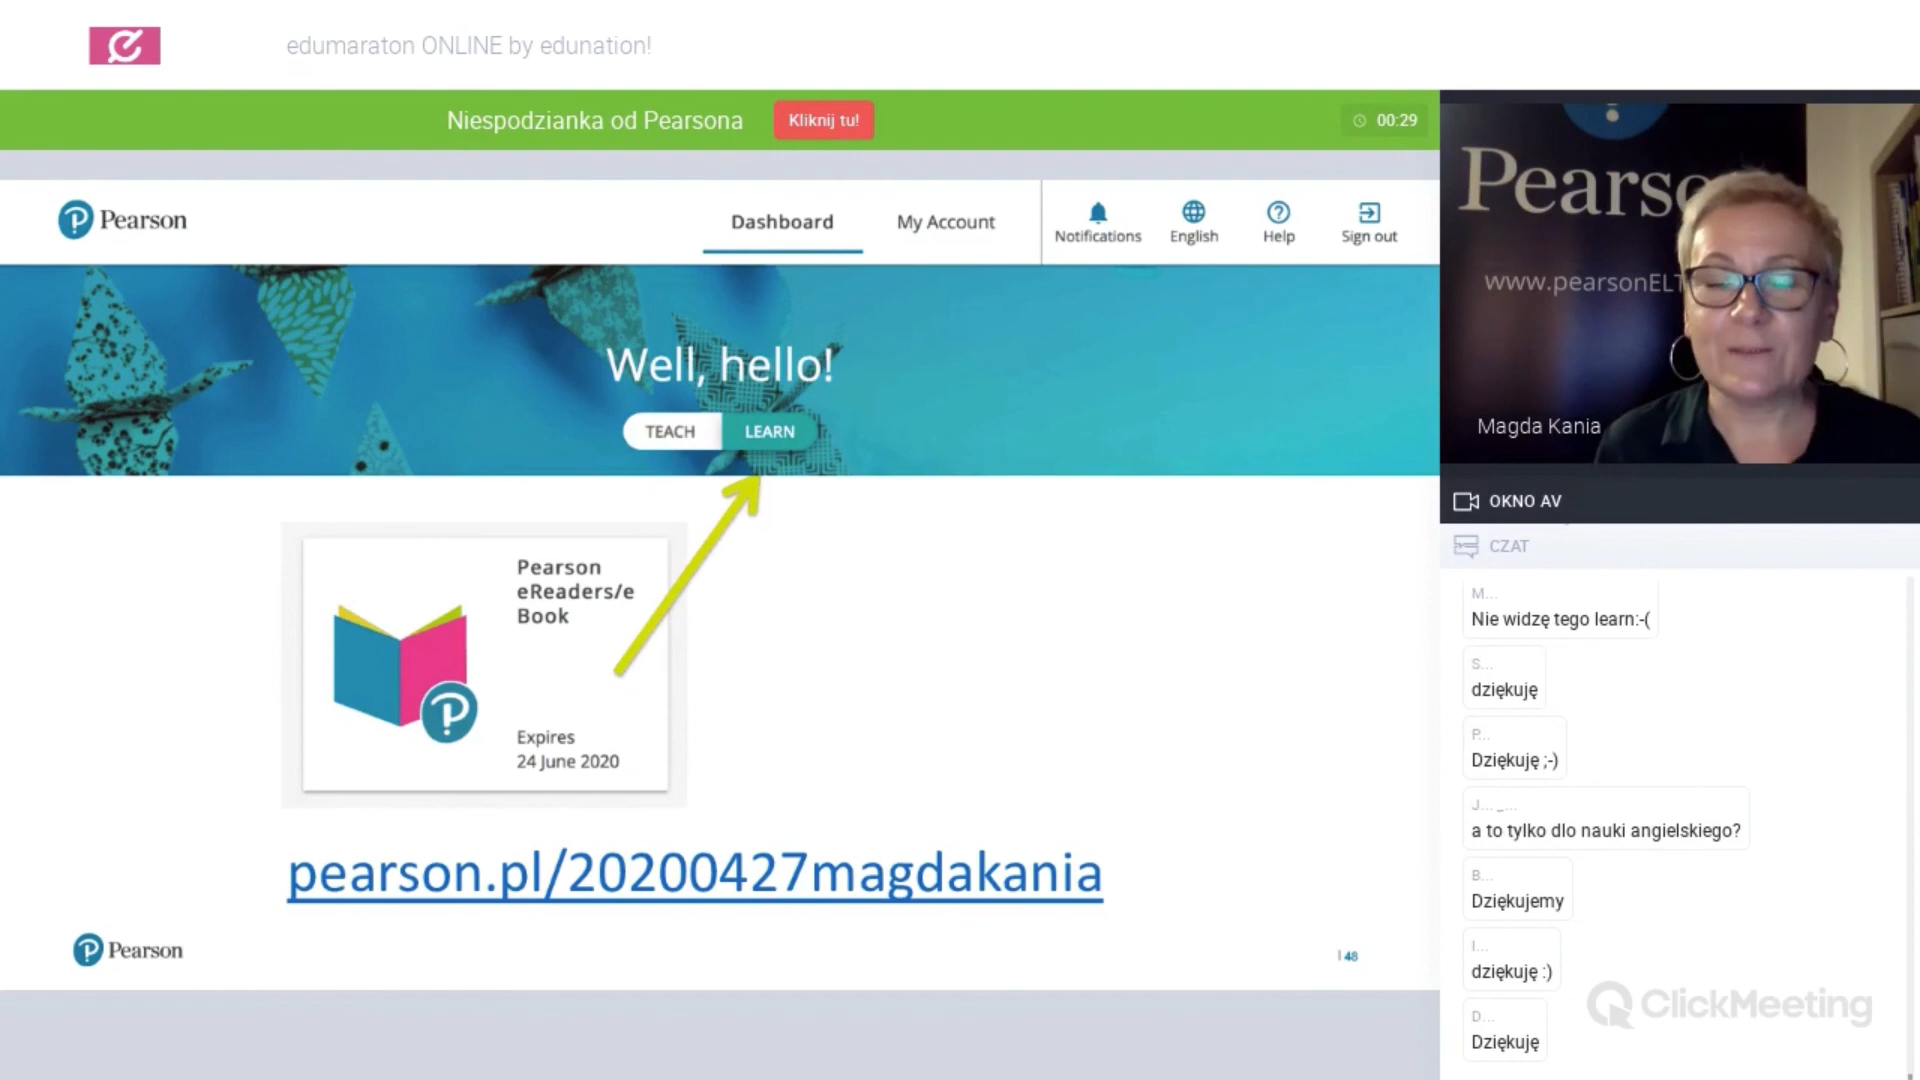 edumaraton ONLINE by edunation!
Niespodzianka od Pearsona
Kliknij tu!
00:29
Pearson
Dashboard
My Account
Notifications
English
Help
Sign out
Well, hello!
TEACH
LEARN
Pearson
eReaders/e
Book
Expires
24 June 2020
pearson.pl/20200427magdakania
Pearson
48
Pearso
www.pearsonELT
Magda Kania
OKNO AV
CZAT
M...
Nie widzę tego learn:-(
S...
dziękuję
P...
Dziękuję ;-)
J... _...
a to tylko dlo nauki angielskiego?
B...
Dziękujemy
I...
dziękuję :)
D...
Dziękuję
ClickMeeting